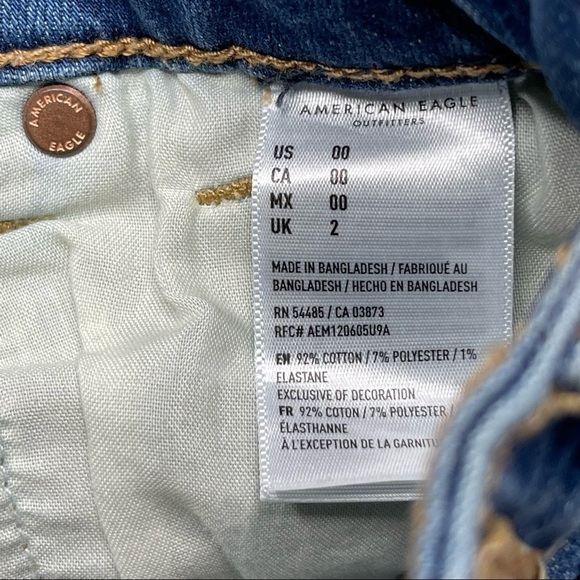 AMERICAN
EAGLE
AMERICAN EAGLE
OUTFITTERS
US 00
CA 00
MX 00
UK 2
MADE IN BANGLADESH / FABRIQUÉ AU
BANGLADESH / HECHO EN BANGLADESH
RN 54485 / CA 03873
RFC# AEM120605U9A
EN 92% COTTON / 7% POLYESTER / 1%
ELASTANE
EXCLUSIVE OF DECORATION
FR 92% COTON / 7% POLYESTER /
ÉLASTHANNE
À L'EXCEPTION DE LA